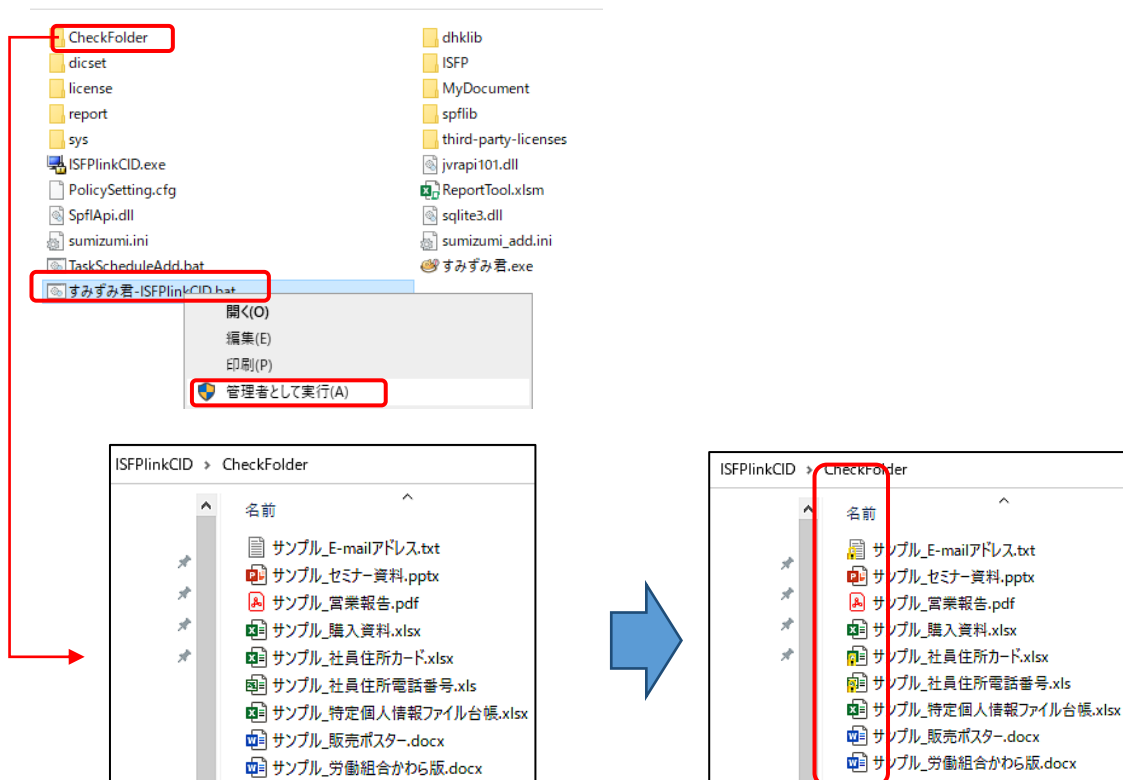 CheckFolder
dicset
license
report
sys
ISFPlinkCID.exe
PolicySetting.cfg
SpflApi.dll
sumizumi.ini
TaskScheduleAdd.bat
すみずみ君-ISFPlinkCID.bat
dhklib
ISFP
MyDocument
spflib
third-party-licenses
jvrapi101.dll
ReportTool.xlsm
sqlite3.dll
sumizumi_add.ini
すみずみ君.exe
開く(O)
編集(E)
印刷(P)
管理者として実行(A)
ISFPlinkCID > CheckFolder
名前
サンプル_E-mailアドレス.txt
サンプル_セミナー資料.pptx
サンプル_営業報告.pdf
サンプル_購入資料.xlsx
サンプル_社員住所カード.xlsx
サンプル_社員住所電話番号.xls
サンプル_特定個人情報ファイル台帳.xlsx
サンプル_販売ポスター.docx
サンプル_労働組合かわら版.docx
ISFPlinkCID > CheckFolder
名前
サンプル_E-mailアドレス.txt
サンプル_セミナー資料.pptx
サンプル_営業報告.pdf
サンプル_購入資料.xlsx
サンプル_社員住所カード.xlsx
サンプル_社員住所電話番号.xls
サンプル_特定個人情報ファイル台帳.xlsx
サンプル_販売ポスター.docx
サンプル_労働組合かわら版.docx